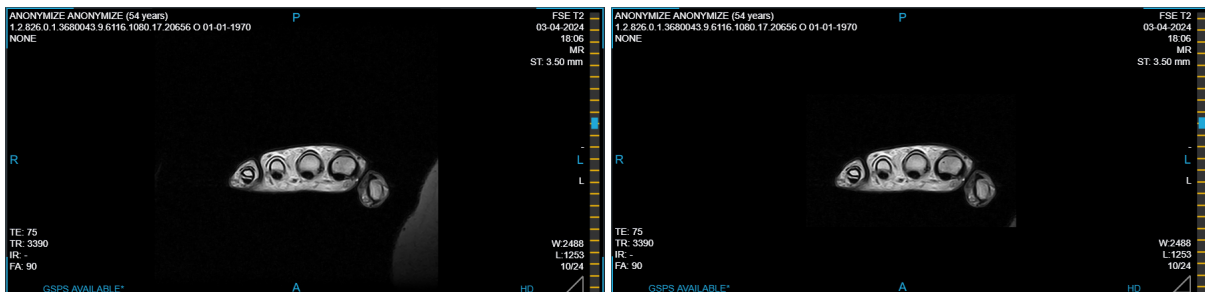 ANONYMIZE ANONYMIZE (54 years)
1.2.826.0.1.3680043.9.6116.1080.17.20656 O 01-01-1970
NONE
P
FSE T2
03-04-2024
18:06
MR
ST: 3.50 mm
R
-
L
L
TE: 75
TR: 3390
IR: -
FA: 90
W:2488
L:1253
10/24
GSPS AVAILABLE*
A
HD
ANONYMIZE ANONYMIZE (54 years)
1.2.826.0.1.3680043.9.6116.1080.17.20656 O 01-01-1970
NONE
P
FSE T2
03-04-2024
18:06
MR
ST: 3.50 mm
R
-
L
L
TE: 75
TR: 3390
IR: -
FA: 90
W:2488
L:1253
10/24
GSPS AVAILABLE*
A
HD